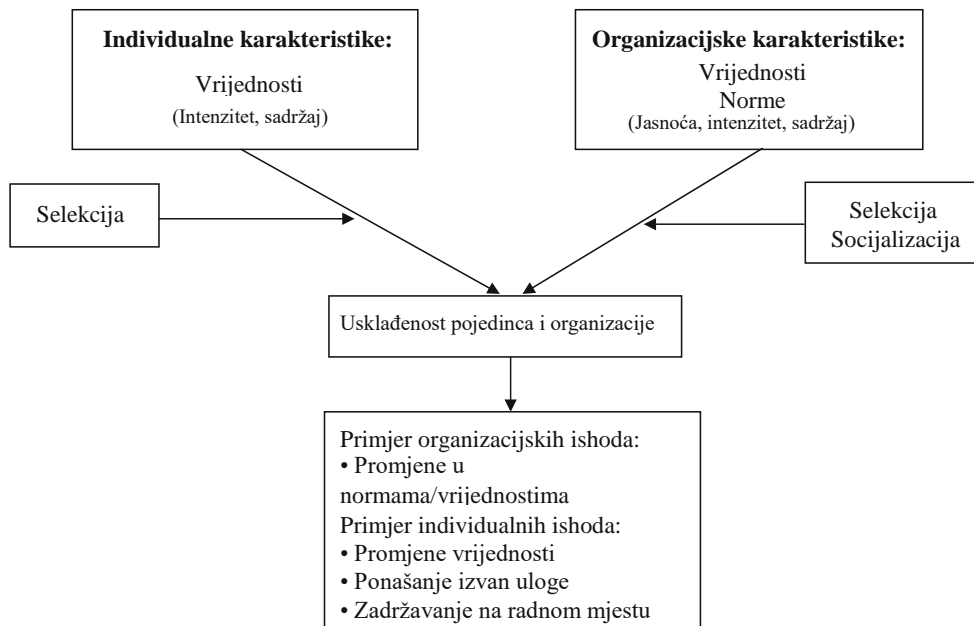 Individualne karakteristike:
Vrijednosti
(Intenzitet, sadržaj)
Organizacijske karakteristike:
Vrijednosti
Norme
(Jasnoća, intenzitet, sadržaj)
Selekcija
Selekcija
Socijalizacija
Usklađenost pojedinca i organizacije
Primjer organizacijskih ishoda:
• Promjene u
normama/vrijednostima
Primjer individualnih ishoda:
• Promjene vrijednosti
• Ponašanje izvan uloge
• Zadržavanje na radnom mjestu